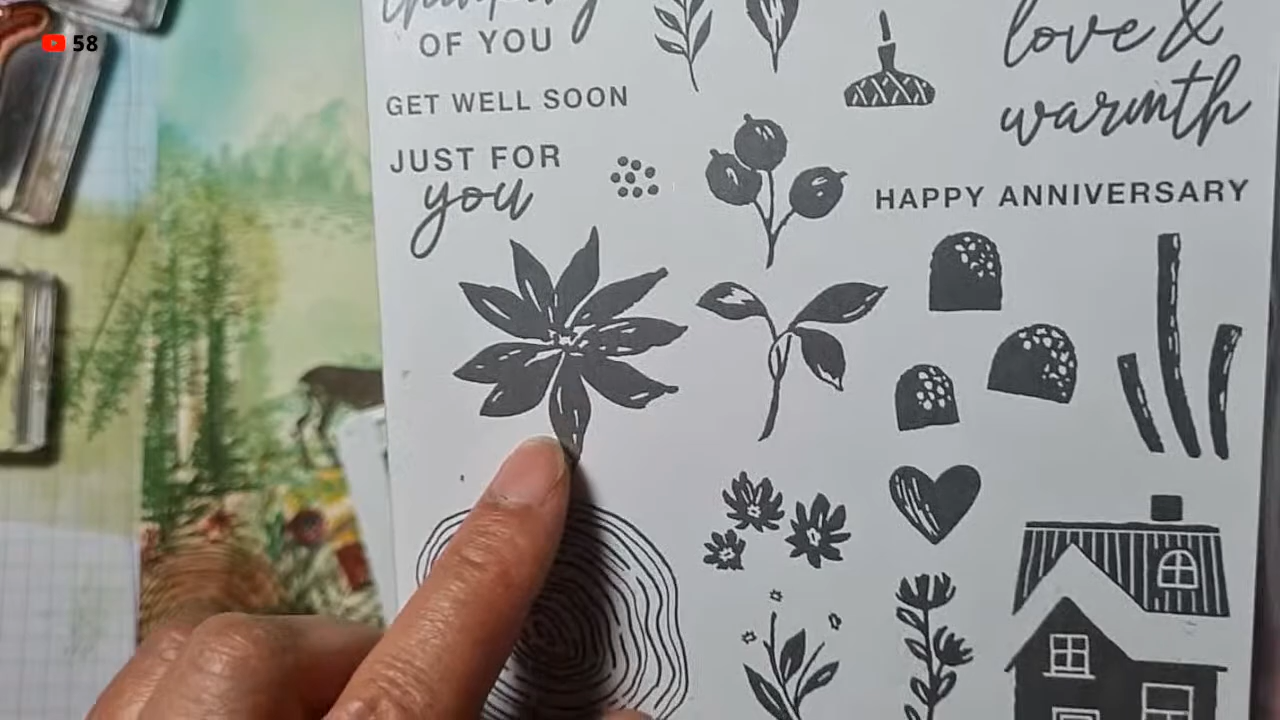 58
OF YOU
GET WELL SOON
JUST FOR
you
love &
warmth
HAPPY ANNIVERSARY